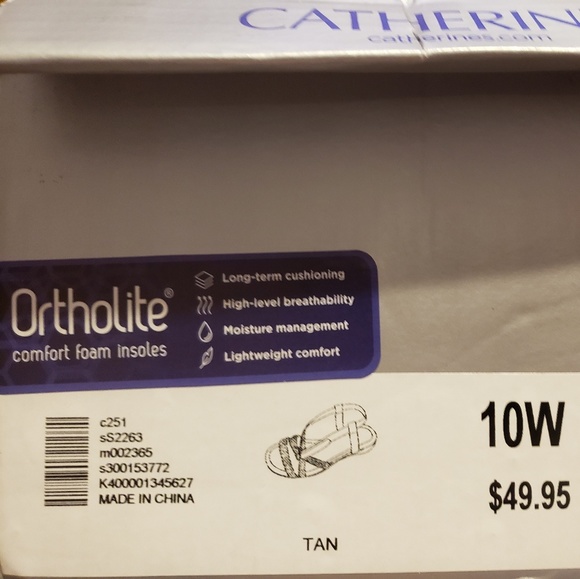 CATHERIN
catherines.com
Ortholite®
comfort foam insoles
Long-term cushioning
High-level breathability
Moisture management
Lightweight comfort
c251
sS2263
m002365
s300153772
K400001345627
MADE IN CHINA
10W
$49.95
TAN